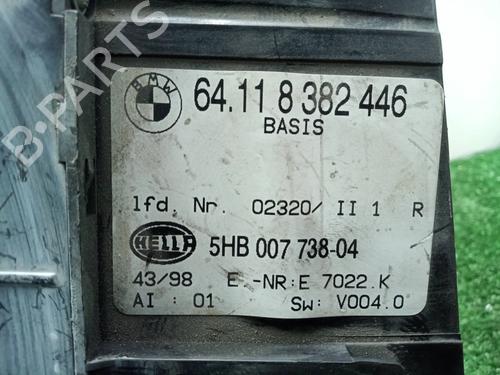 BMW
64.11 8 382 446
BASIS
lfd. Nr. 02320/ II 1 R
HELLA
5HB 007 738-04
43/98 E.-NR:E 7022.K
AI : 01 Sw: V004.0
B-PARTS